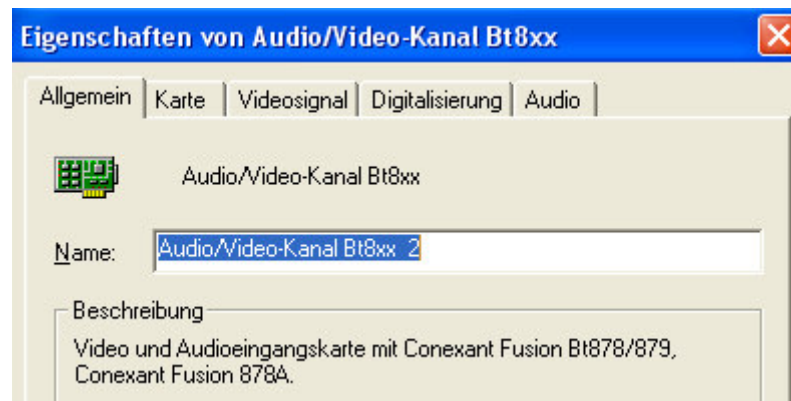 Eigenschaften von Audio/Video-Kanal Bt8xx
Allgemein Karte Videosignal Digitalisierung Audio
Audio/Video-Kanal Bt8xx
Name: Audio/Video-Kanal Bt8xx 2
Beschreibung
Video und Audioeingangskarte mit Conexant Fusion Bt878/879,
Conexant Fusion 878A.